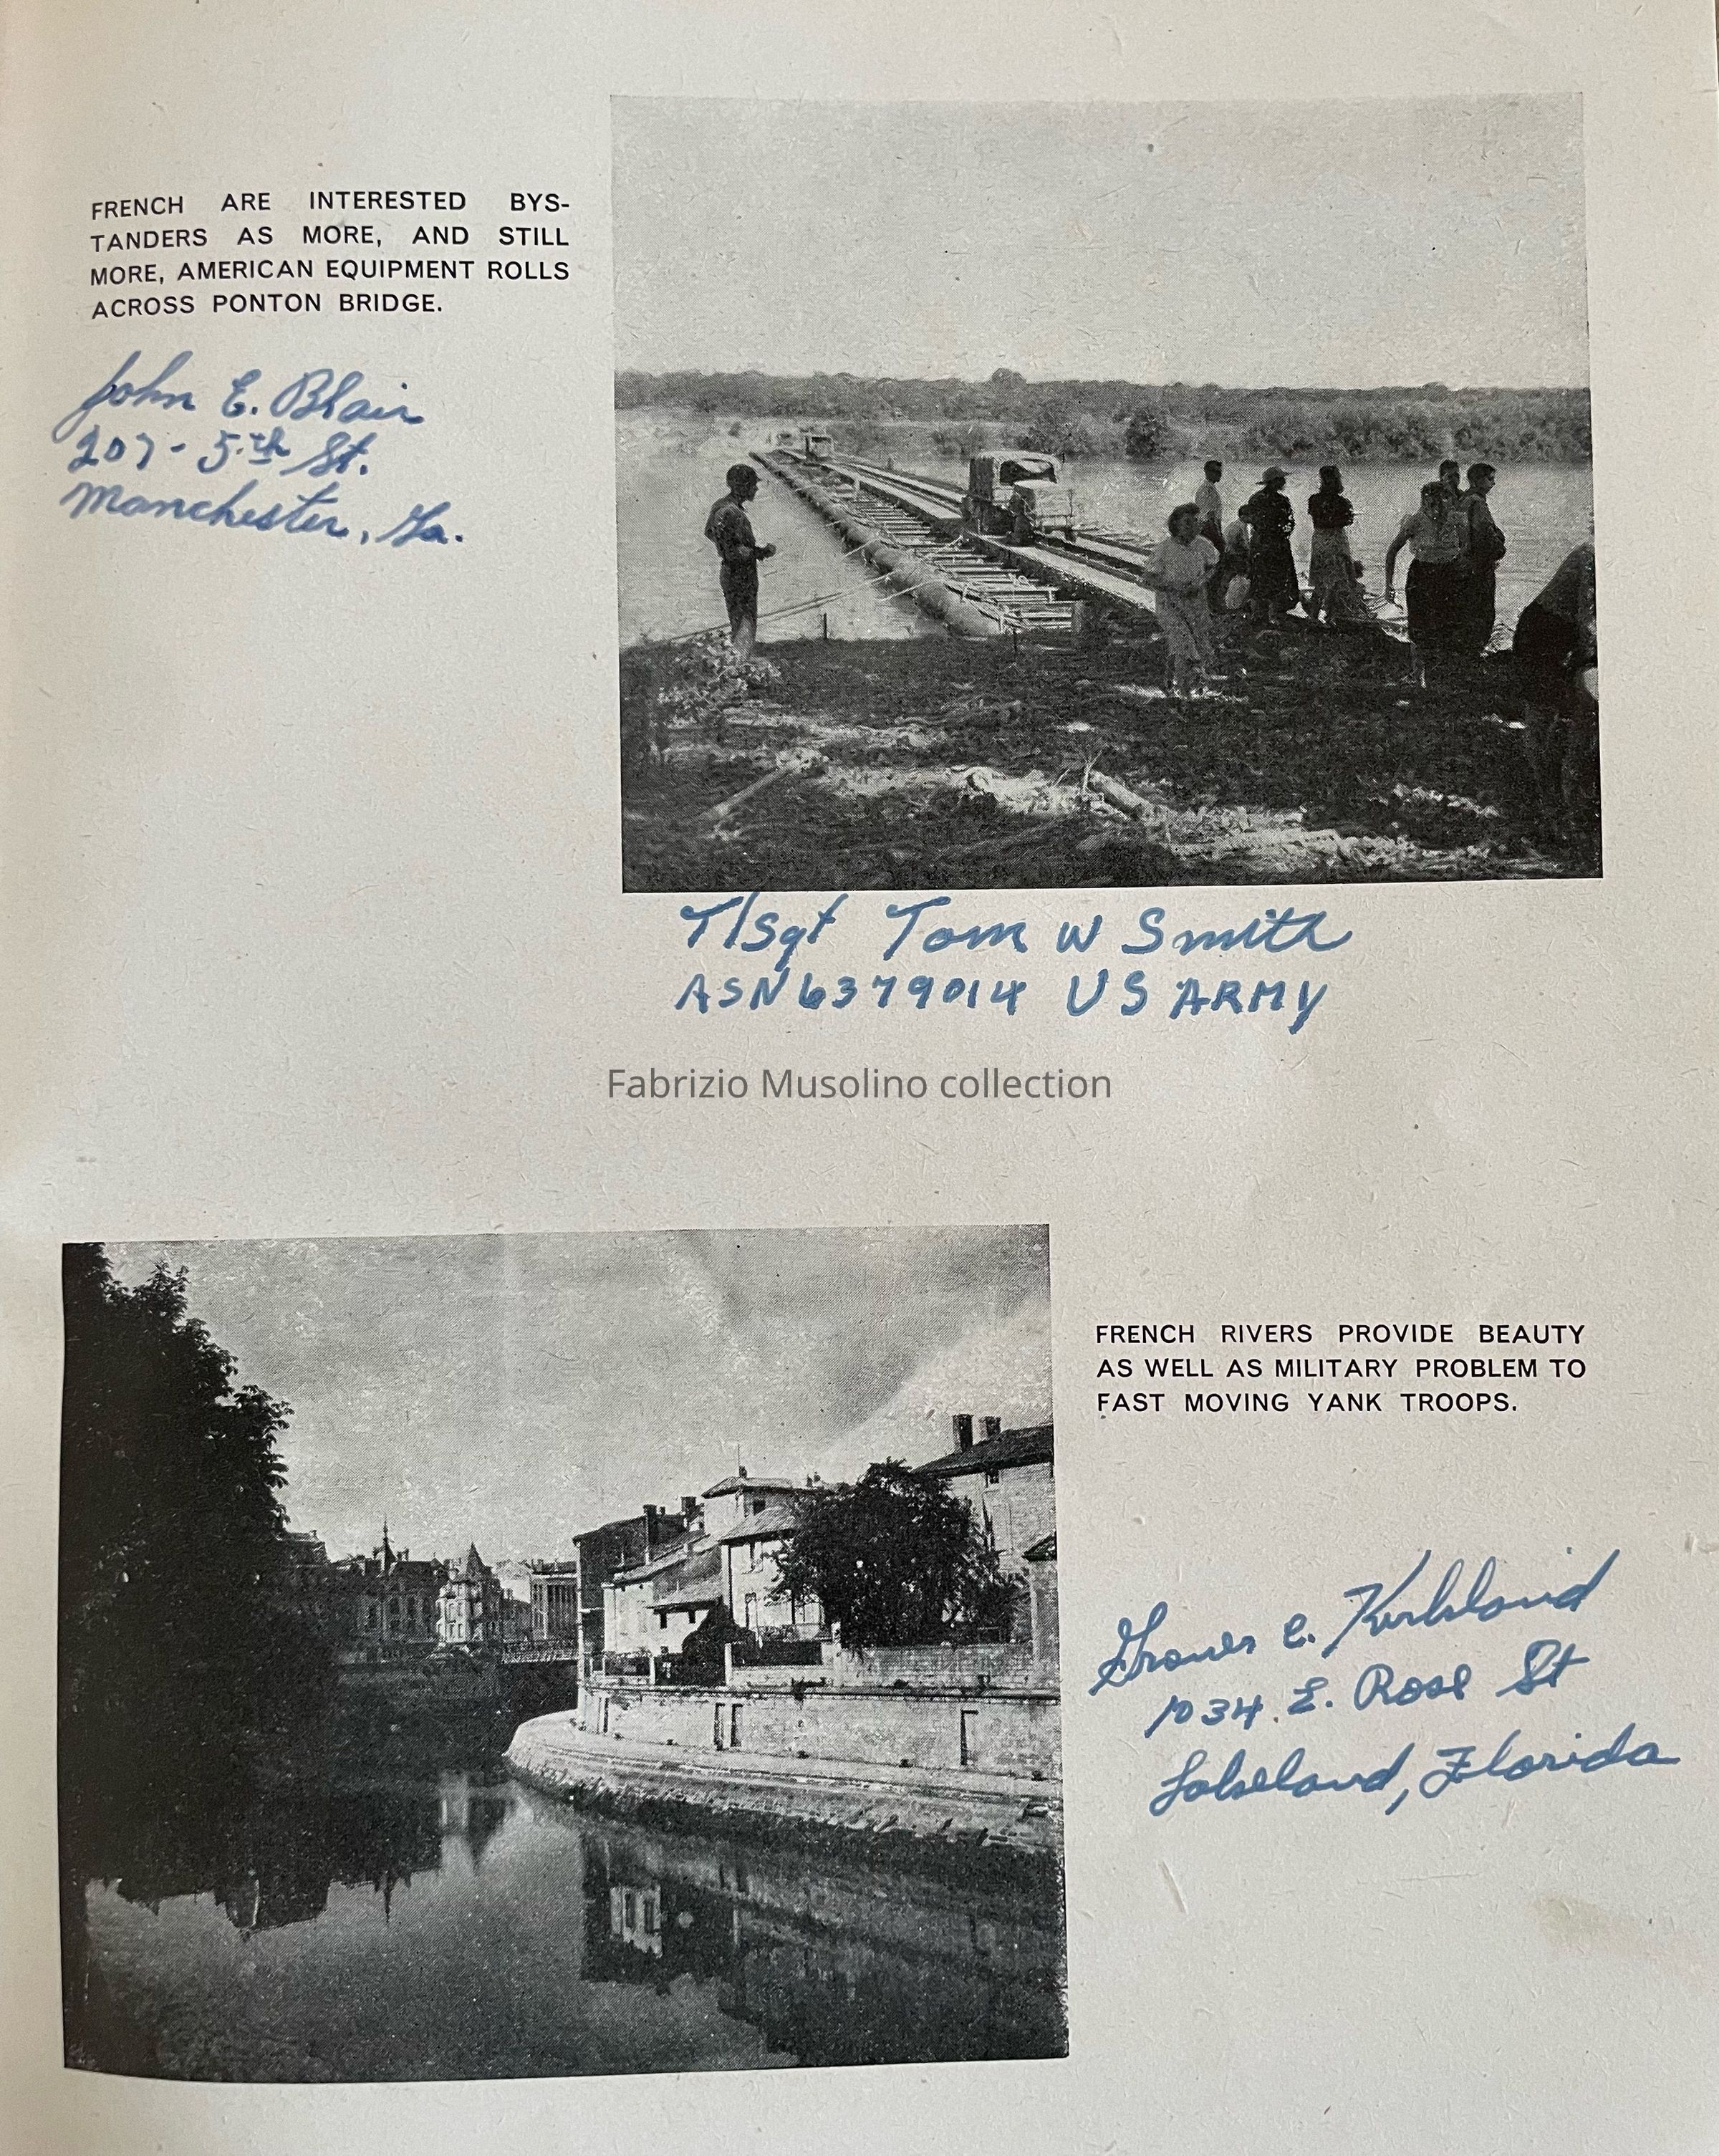 FRENCH ARE INTERESTED BYS-
TANDERS AS MORE, AND STILL
MORE, AMERICAN EQUIPMENT ROLLS
ACROSS PONTON BRIDGE.
John E. Blair
207 - 5th St.
Manchester, Ga.
T/Sgt Tom W Smith
ASN 6379014 US ARMY
Fabrizio Musolino collection
FRENCH RIVERS PROVIDE BEAUTY
AS WELL AS MILITARY PROBLEM TO
FAST MOVING YANK TROOPS.
Grover C. Kirkland
1034 E. Rose St
Lakeland, Florida